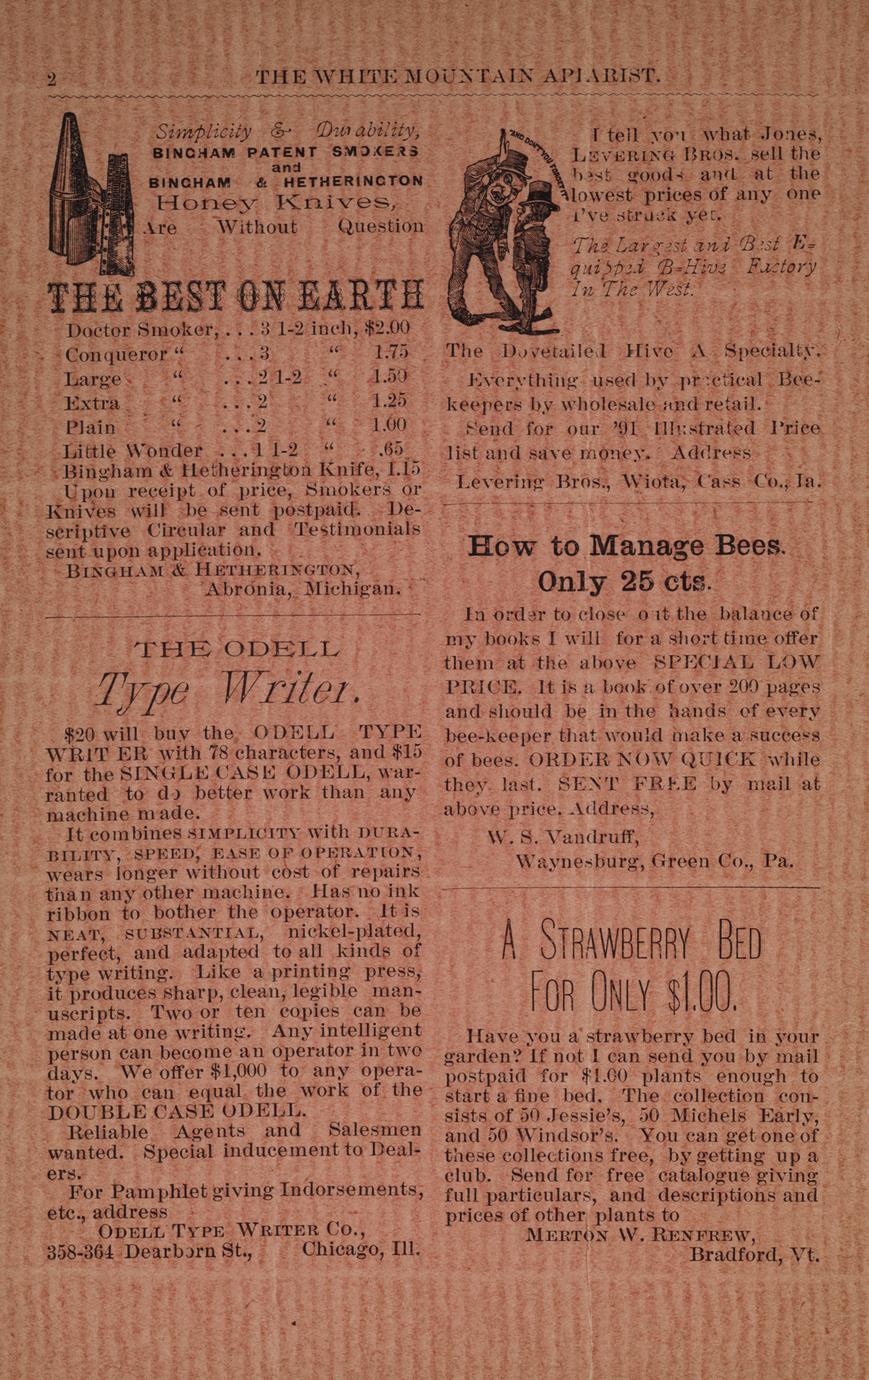 2
THE WHITE MOUNTAIN APIARIST.
Simplicity & Durability,
BINGHAM PATENT SMOKERS
and
BINGHAM & HETHERINGTON
Honey Knives,
Are Without Question
THE BEST ON EARTH
Doctor Smoker, . . . 3 1-2 inch, $2.00
Conqueror “ . . . 3 “ 1.75
Large “ . . . 2 1-2 “ 1.50
Extra “ . . . 2 “ 1.25
Plain “ . . . 2 “ 1.00
Little Wonder . . . 1 1-2 “ .65
Bingham & Hetherington Knife, 1.15
Upon receipt of price, Smokers or
Knives will be sent postpaid. De-
scriptive Circular and Testimonials
sent upon application.
BINGHAM & HETHERINGTON,
Abronia, Michigan.
THE ODELL
Type Writer.
$20 will buy the ODELL TYPE
WRIT ER with 78 characters, and $15
for the SINGLE CASE ODELL, war-
ranted to do better work than any
machine made.
It combines SIMPLICITY with DURA-
BILITY, SPEED, EASE OF OPERATION,
wears longer without cost of repairs
than any other machine. Has no ink
ribbon to bother the operator. It is
NEAT, SUBSTANTIAL, nickel-plated,
perfect, and adapted to all kinds of
type writing. Like a printing press,
it produces sharp, clean, legible man-
uscripts. Two or ten copies can be
made at one writing. Any intelligent
person can become an operator in two
days. We offer $1,000 to any opera-
tor who can equal the work of the
DOUBLE CASE ODELL.
Reliable Agents and Salesmen
wanted. Special inducement to Deal-
ers.
For Pamphlet giving Indorsements,
etc., address
ODELL TYPE WRITER CO.,
358-364 Dearborn St., Chicago, Ill.
AND DON'T YOU
I tell you what Jones,
LEVERING BROS. sell the
best goods and at the
lowest prices of any one
I've struck yet.
The Largest and Best E-
quipped B-Hive Factory
In The West.
The Dovetailed Hive A Specialty.
Everything used by practical Bee-
keepers by wholesale and retail.
Send for our '91 Illustrated Price
list and save money. Address
Levering Bros., Wiota, Cass Co., Ia.
How to Manage Bees.
Only 25 cts.
In order to close out the balance of
my books I will for a short time offer
them at the above SPECIAL LOW
PRICE. It is a book of over 200 pages
and should be in the hands of every
bee-keeper that would make a success
of bees. ORDER NOW QUICK while
they last. SENT FREE by mail at
above price. Address,
W. S. Vandruff,
Waynesburg, Green Co., Pa.
A STRAWBERRY BED
FOR ONLY $1.00.
Have you a strawberry bed in your
garden? If not I can send you by mail
postpaid for $1.00 plants enough to
start a fine bed. The collection con-
sists of 50 Jessie's, 50 Michels Early,
and 50 Windsor's. You can get one of
these collections free, by getting up a
club. Send for free catalogue giving
full particulars, and descriptions and
prices of other plants to
MERTON W. RENFREW,
Bradford, Vt.